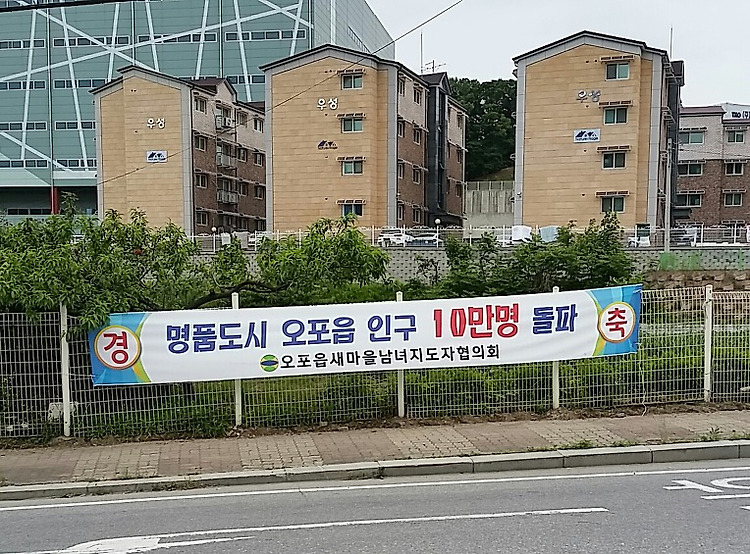 우성
우성
우성
경 명품도시 오포읍 인구 10만명 돌파 축
오포읍새마을남녀지도자협의회